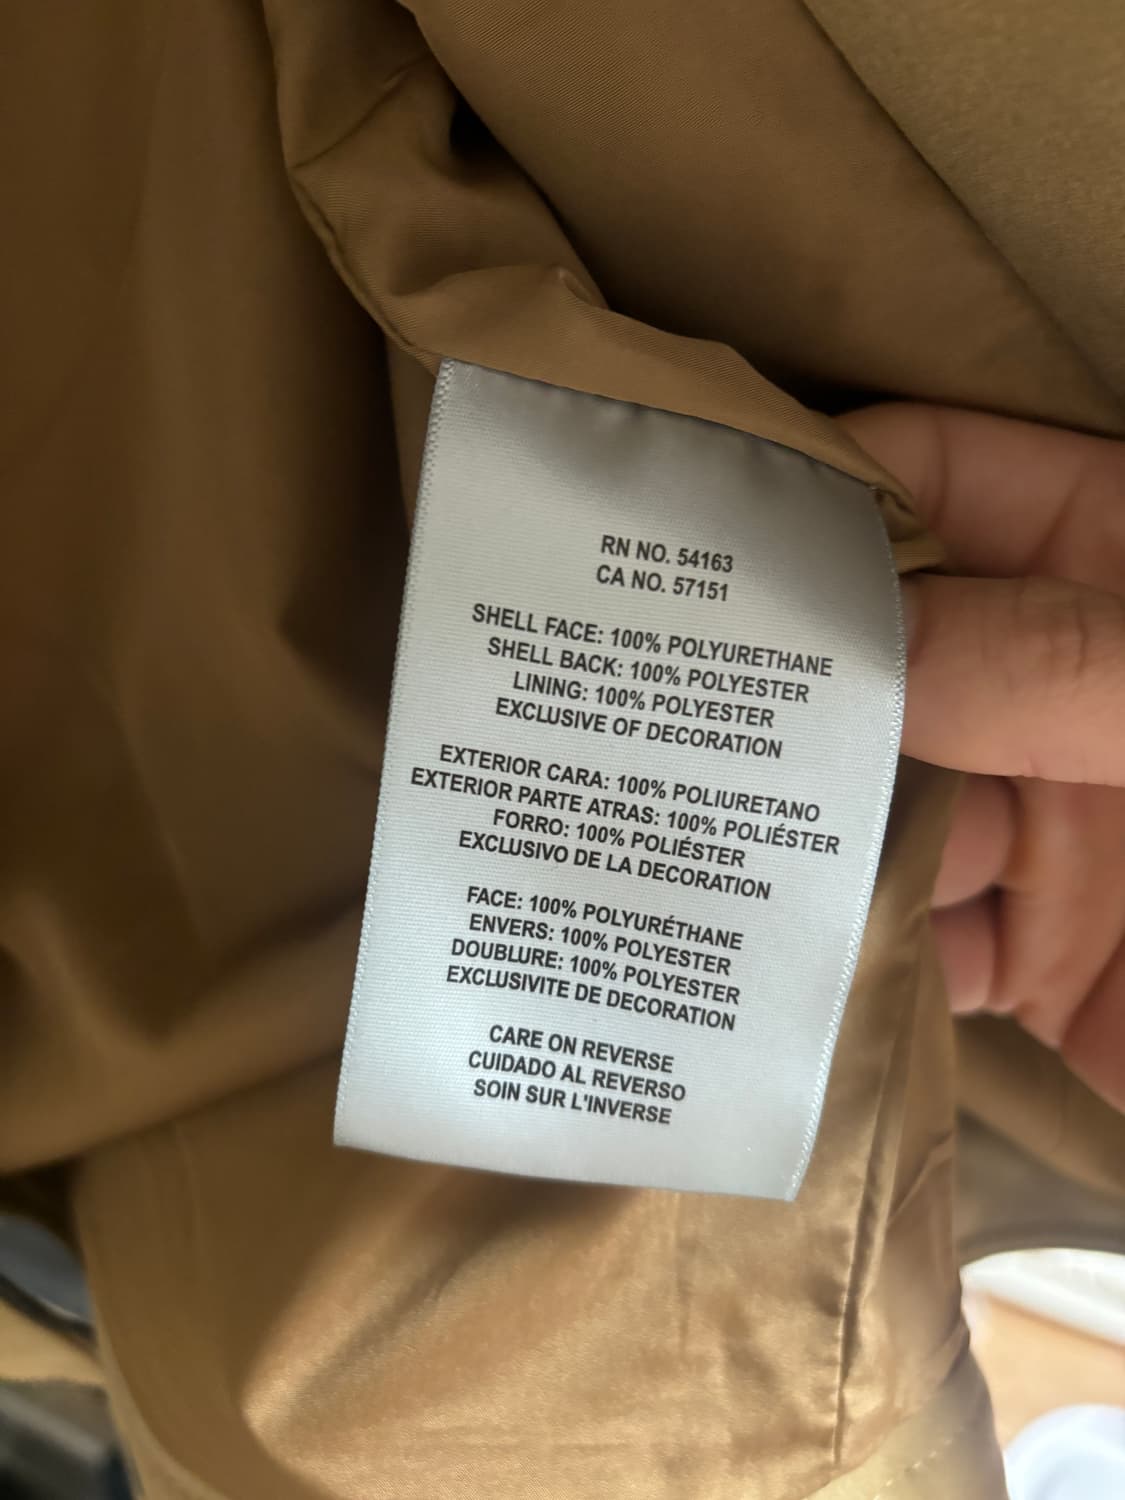 RN NO. 54163
CA NO. 57151
SHELL FACE: 100% POLYURETHANE
SHELL BACK: 100% POLYESTER
LINING: 100% POLYESTER
EXCLUSIVE OF DECORATION
EXTERIOR CARA: 100% POLIURETANO
EXTERIOR PARTE ATRAS: 100% POLIÉSTER
FORRO: 100% POLIÉSTER
EXCLUSIVO DE LA DECORATION
FACE: 100% POLYURÉTHANE
ENVERS: 100% POLYESTER
DOUBLURE: 100% POLYESTER
EXCLUSIVITE DE DECORATION
CARE ON REVERSE
CUIDADO AL REVERSO
SOIN SUR L'INVERSE